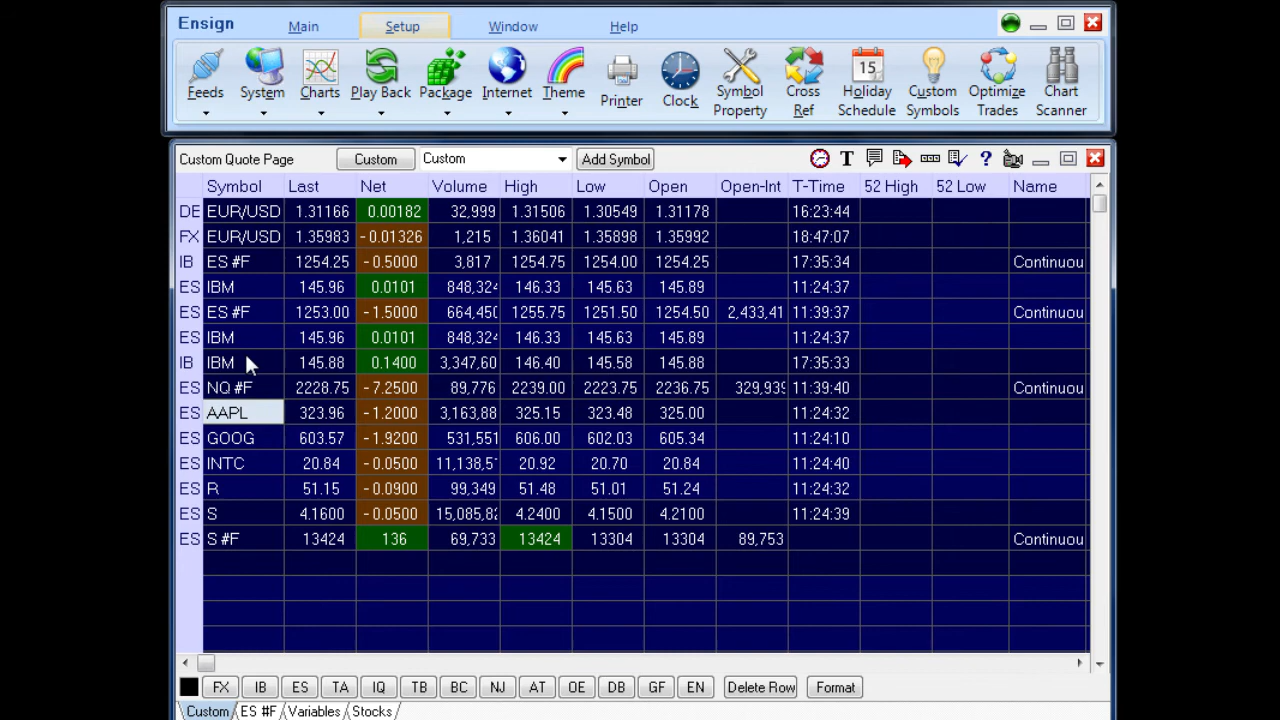 Ensign Main Setup Window Help
Feeds System Charts Play Back Package Internet Theme Printer Clock Symbol Property Cross Ref 15 Holiday Schedule Custom Symbols Optimize Trades Chart Scanner
Custom Quote Page Custom Custom Add Symbol T ?
Symbol Last Net Volume High Low Open Open-Int T-Time 52 High 52 Low Name
DE EUR/USD 1.31166 0.00182 32,999 1.31506 1.30549 1.31178 16:23:44
FX EUR/USD 1.35983 -0.01326 1,215 1.36041 1.35898 1.35992 18:47:07
IB ES #F 1254.25 -0.5000 3,817 1254.75 1254.00 1254.25 17:35:34 Continuou
ES IBM 145.96 0.0101 848,324 146.33 145.63 145.89 11:24:37
ES ES #F 1253.00 -1.5000 664,450 1255.75 1251.50 1254.50 2,433,41 11:39:37 Continuou
ES IBM 145.96 0.0101 848,324 146.33 145.63 145.89 11:24:37
IB IBM 145.88 0.1400 3,347,60 146.40 145.58 145.88 17:35:33
ES NQ #F 2228.75 -7.2500 89,776 2239.00 2223.75 2236.75 329,939 11:39:40 Continuou
ES AAPL 323.96 -1.2000 3,163,88 325.15 323.48 325.00 11:24:32
ES GOOG 603.57 -1.9200 531,551 606.00 602.03 605.34 11:24:10
ES INTC 20.84 -0.0500 11,138,5 20.92 20.70 20.84 11:24:40
ES R 51.15 -0.0900 99,349 51.48 51.01 51.24 11:24:32
ES S 4.1600 -0.0500 15,085,8 4.2400 4.1500 4.2100 11:24:39
ES S #F 13424 136 69,733 13424 13304 13304 89,753 Continuou
FX IB ES TA IQ TB BC NJ AT OE DB GF EN Delete Row Format
Custom ES #F Variables Stocks